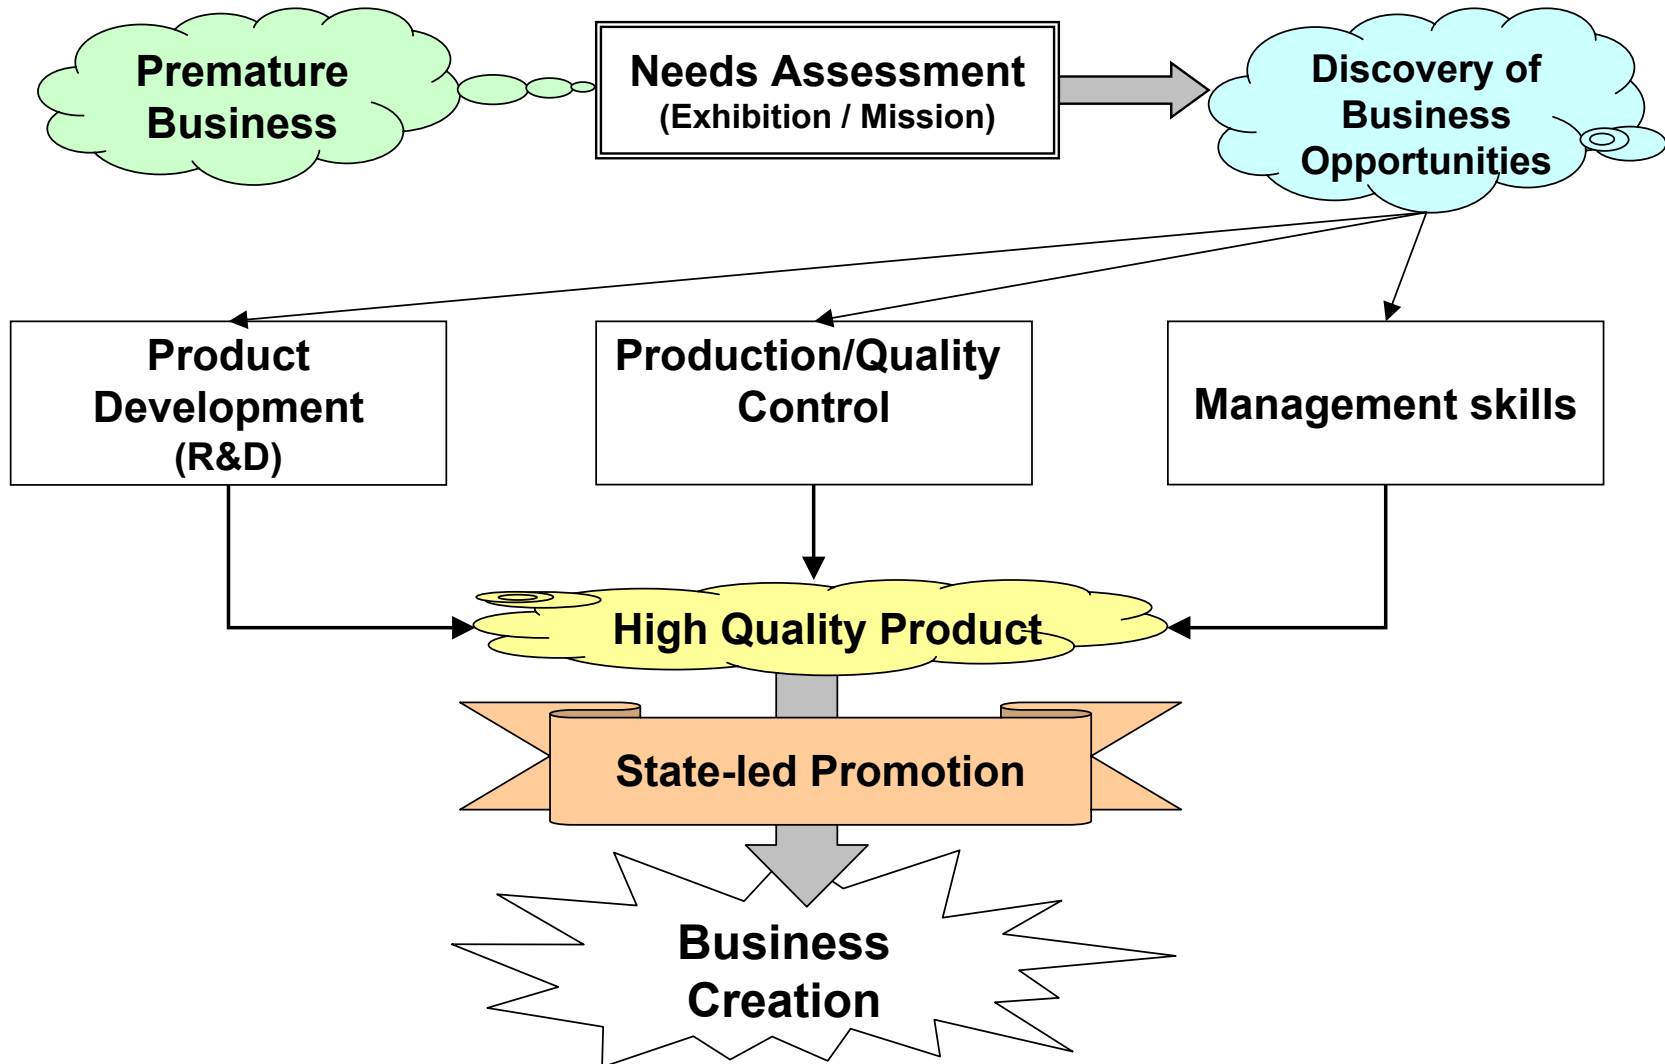 Premature
Business
Needs Assessment
(Exhibition / Mission)
Discovery of
Business
Opportunities
Product
Development
(R&D)
Production/Quality
Control
Management skills
High Quality Product
State-led Promotion
Business
Creation